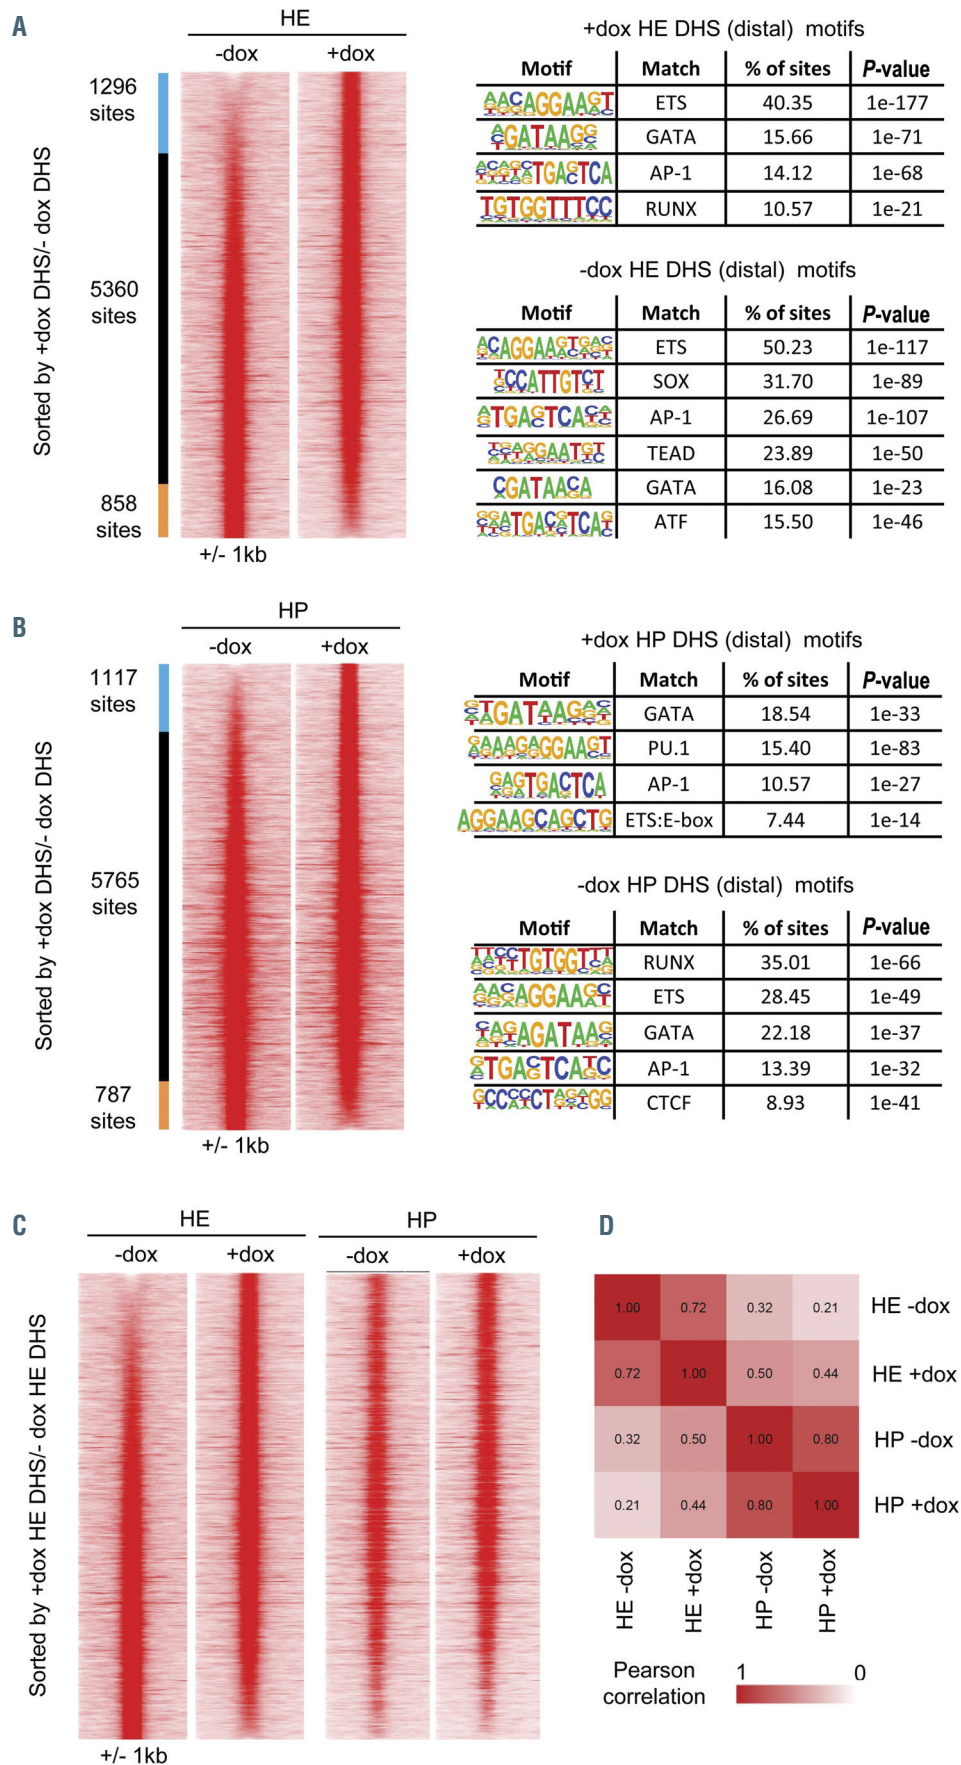 A
HE
-dox
+dox
1296
sites
5360
sites
858
sites
Sorted by +dox DHS/- dox DHS
+/- 1kb
+dox HE DHS (distal) motifs
Motif Match % of sites P-value
ETS 40.35 1e-177
GATA 15.66 1e-71
AP-1 14.12 1e-68
RUNX 10.57 1e-21
-dox HE DHS (distal) motifs
Motif Match % of sites P-value
ETS 50.23 1e-117
SOX 31.70 1e-89
AP-1 26.69 1e-107
TEAD 23.89 1e-50
GATA 16.08 1e-23
ATF 15.50 1e-46
B
HP
-dox
+dox
1117
sites
5765
sites
787
sites
Sorted by +dox DHS/- dox DHS
+/- 1kb
+dox HP DHS (distal) motifs
Motif Match % of sites P-value
GATA 18.54 1e-33
PU.1 15.40 1e-83
AP-1 10.57 1e-27
AGGAAGCAGCTG ETS:E-box 7.44 1e-14
-dox HP DHS (distal) motifs
Motif Match % of sites P-value
RUNX 35.01 1e-66
ETS 28.45 1e-49
GATA 22.18 1e-37
AP-1 13.39 1e-32
CTCF 8.93 1e-41
C
HE
HP
-dox
+dox
-dox
+dox
Sorted by +dox HE DHS/- dox HE DHS
+/- 1kb
D
1.00 0.72 0.32 0.21 HE -dox
0.72 1.00 0.50 0.44 HE +dox
0.32 0.50 1.00 0.80 HP -dox
0.21 0.44 0.80 1.00 HP +dox
HE -dox
HE +dox
HP -dox
HP +dox
Pearson
correlation
1 0